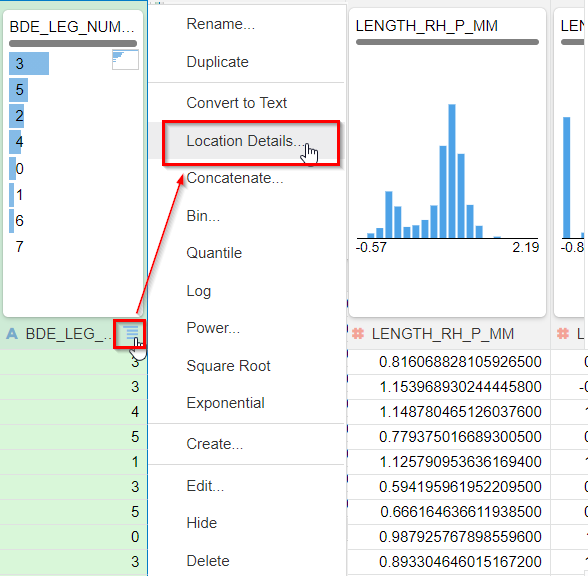 BDE_LEG_NUM...
3
5
2
4
0
1
6
7
A BDE_LEG_...
3
3
4
5
1
3
5
0
3
Rename...
Duplicate
Convert to Text
Location Details...
Concatenate...
Bin...
Quantile
Log
Power...
Square Root
Exponential
Create...
Edit...
Hide
Delete
LENGTH_RH_P_MM
-0.57 2.19
# LENGTH_RH_P_MM
0.816068828105926500
1.153968930244445800
1.148780465126037600
0.779375016689300500
1.125790953636169400
0.594195961952209500
0.666164636611938500
0.987925767898559600
0.893304646015167200
LEN
-0.8
# L